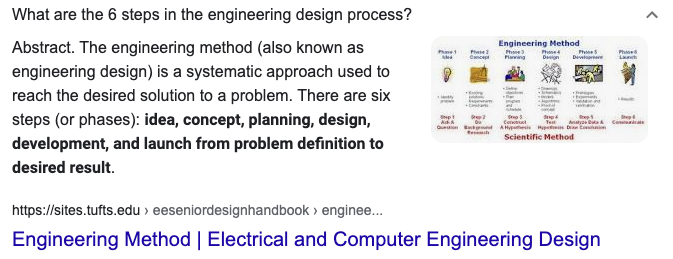 What are the 6 steps in the engineering design process?
Abstract. The engineering method (also known as
engineering design) is a systematic approach used to
reach the desired solution to a problem. There are six
steps (or phases): idea, concept, planning, design,
development, and launch from problem definition to
desired result.
Engineering Method
Phase 1 Phase 2 Phase 3 Phase 4 Phase 5 Phase 6
Idea Concept Planning Design Development Launch
Step 1 Step 2 Step 3 Step 4 Step 5 Step 6
Ask A Do Construct Test Analyze Data & Communicate
Question Background A Hypothesis Hypothesis Draw Conclusion
Research
Scientific Method
https://sites.tufts.edu › eeseniordesignhandbook › enginee...
Engineering Method | Electrical and Computer Engineering Design